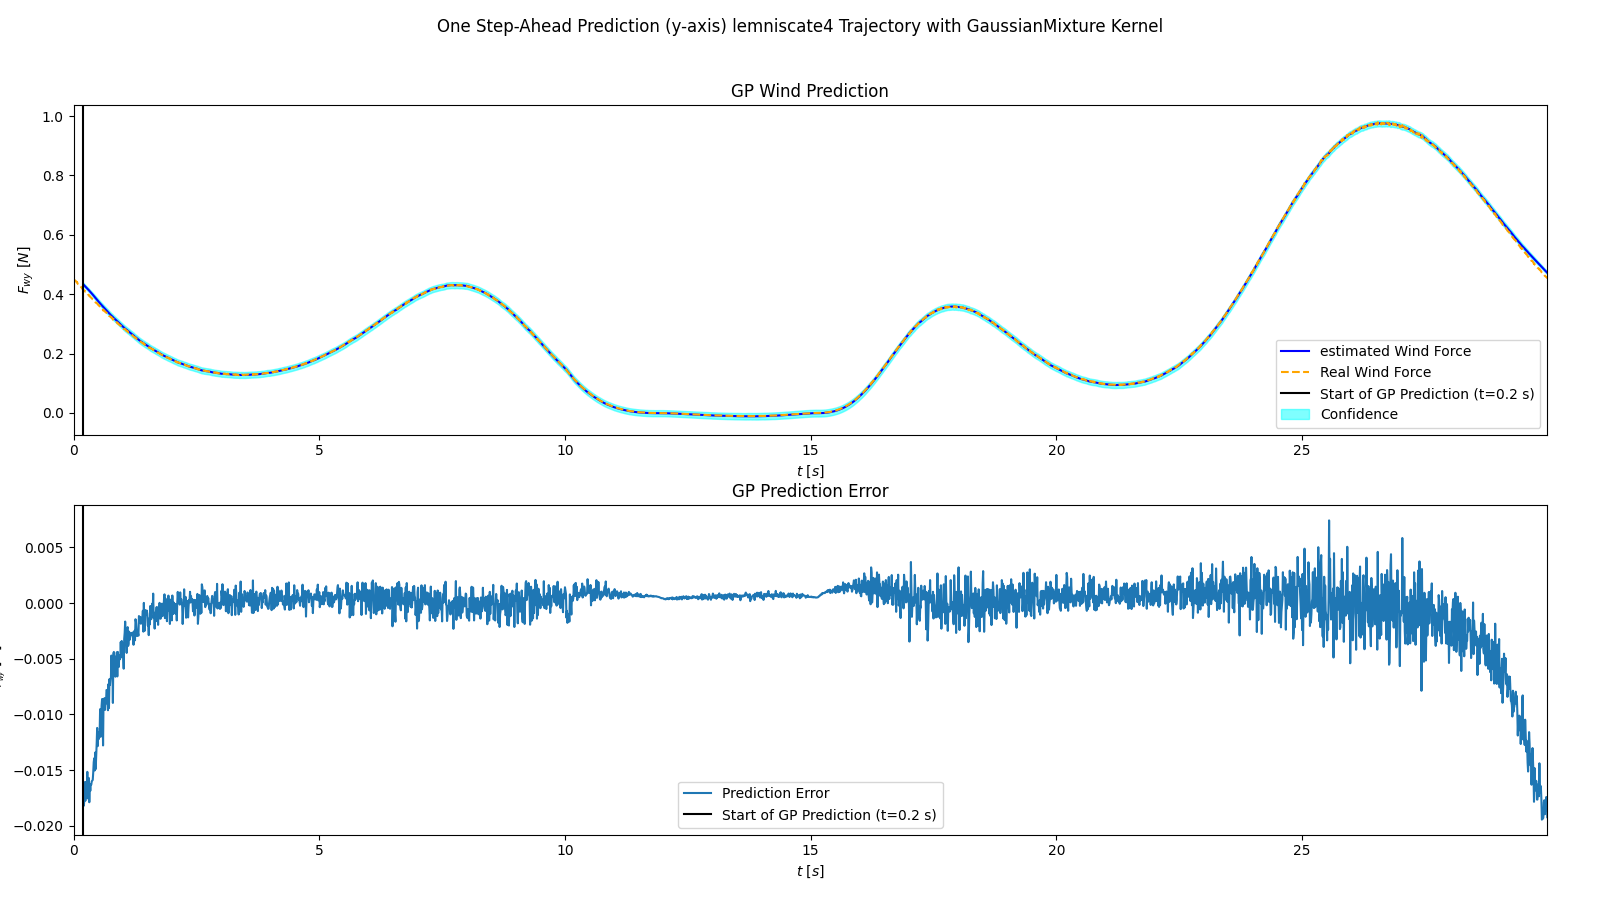 One Step-Ahead Prediction (y-axis) lemniscate4 Trajectory with GaussianMixture Kernel
GP Wind Prediction
1.0
0.8
0.6
0.4
0.2
0.0
F_wy [N]
estimated Wind Force
Real Wind Force
Start of GP Prediction (t=0.2 s)
Confidence
0 5 10 15 20 25
t [s]
GP Prediction Error
0.005
0.000
−0.005
−0.010
−0.015
−0.020
Prediction Error
Start of GP Prediction (t=0.2 s)
0 5 10 15 20 25
t [s]